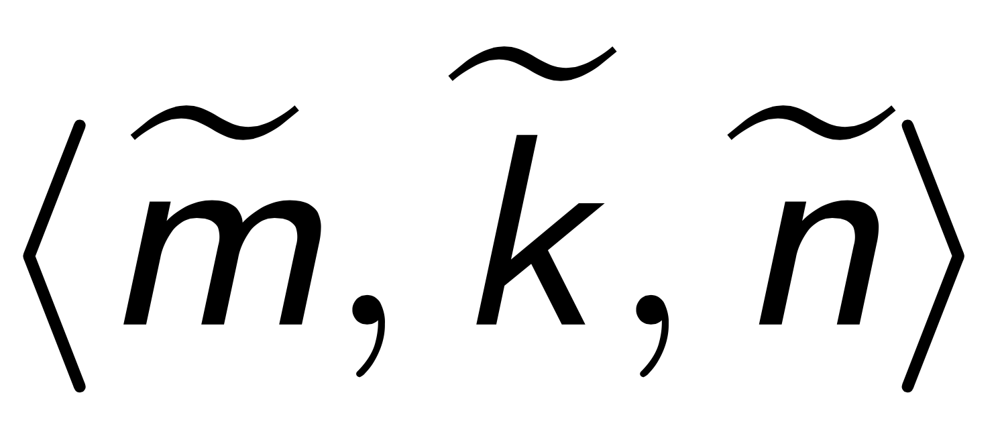 ⟨m̃, k̃, ñ⟩